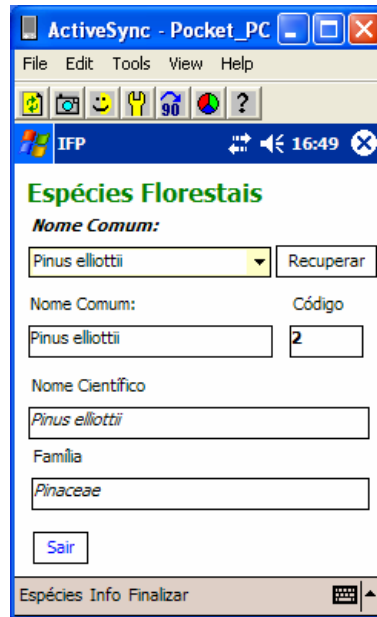 ActiveSync - Pocket_PC
File Edit Tools View Help
90 ?
IFP 16:49
Espécies Florestais
Nome Comum:
Pinus elliottii Recuperar
Nome Comum: Código
Pinus elliottii 2
Nome Científico
Pinus elliottii
Família
Pinaceae
Sair
Espécies Info Finalizar